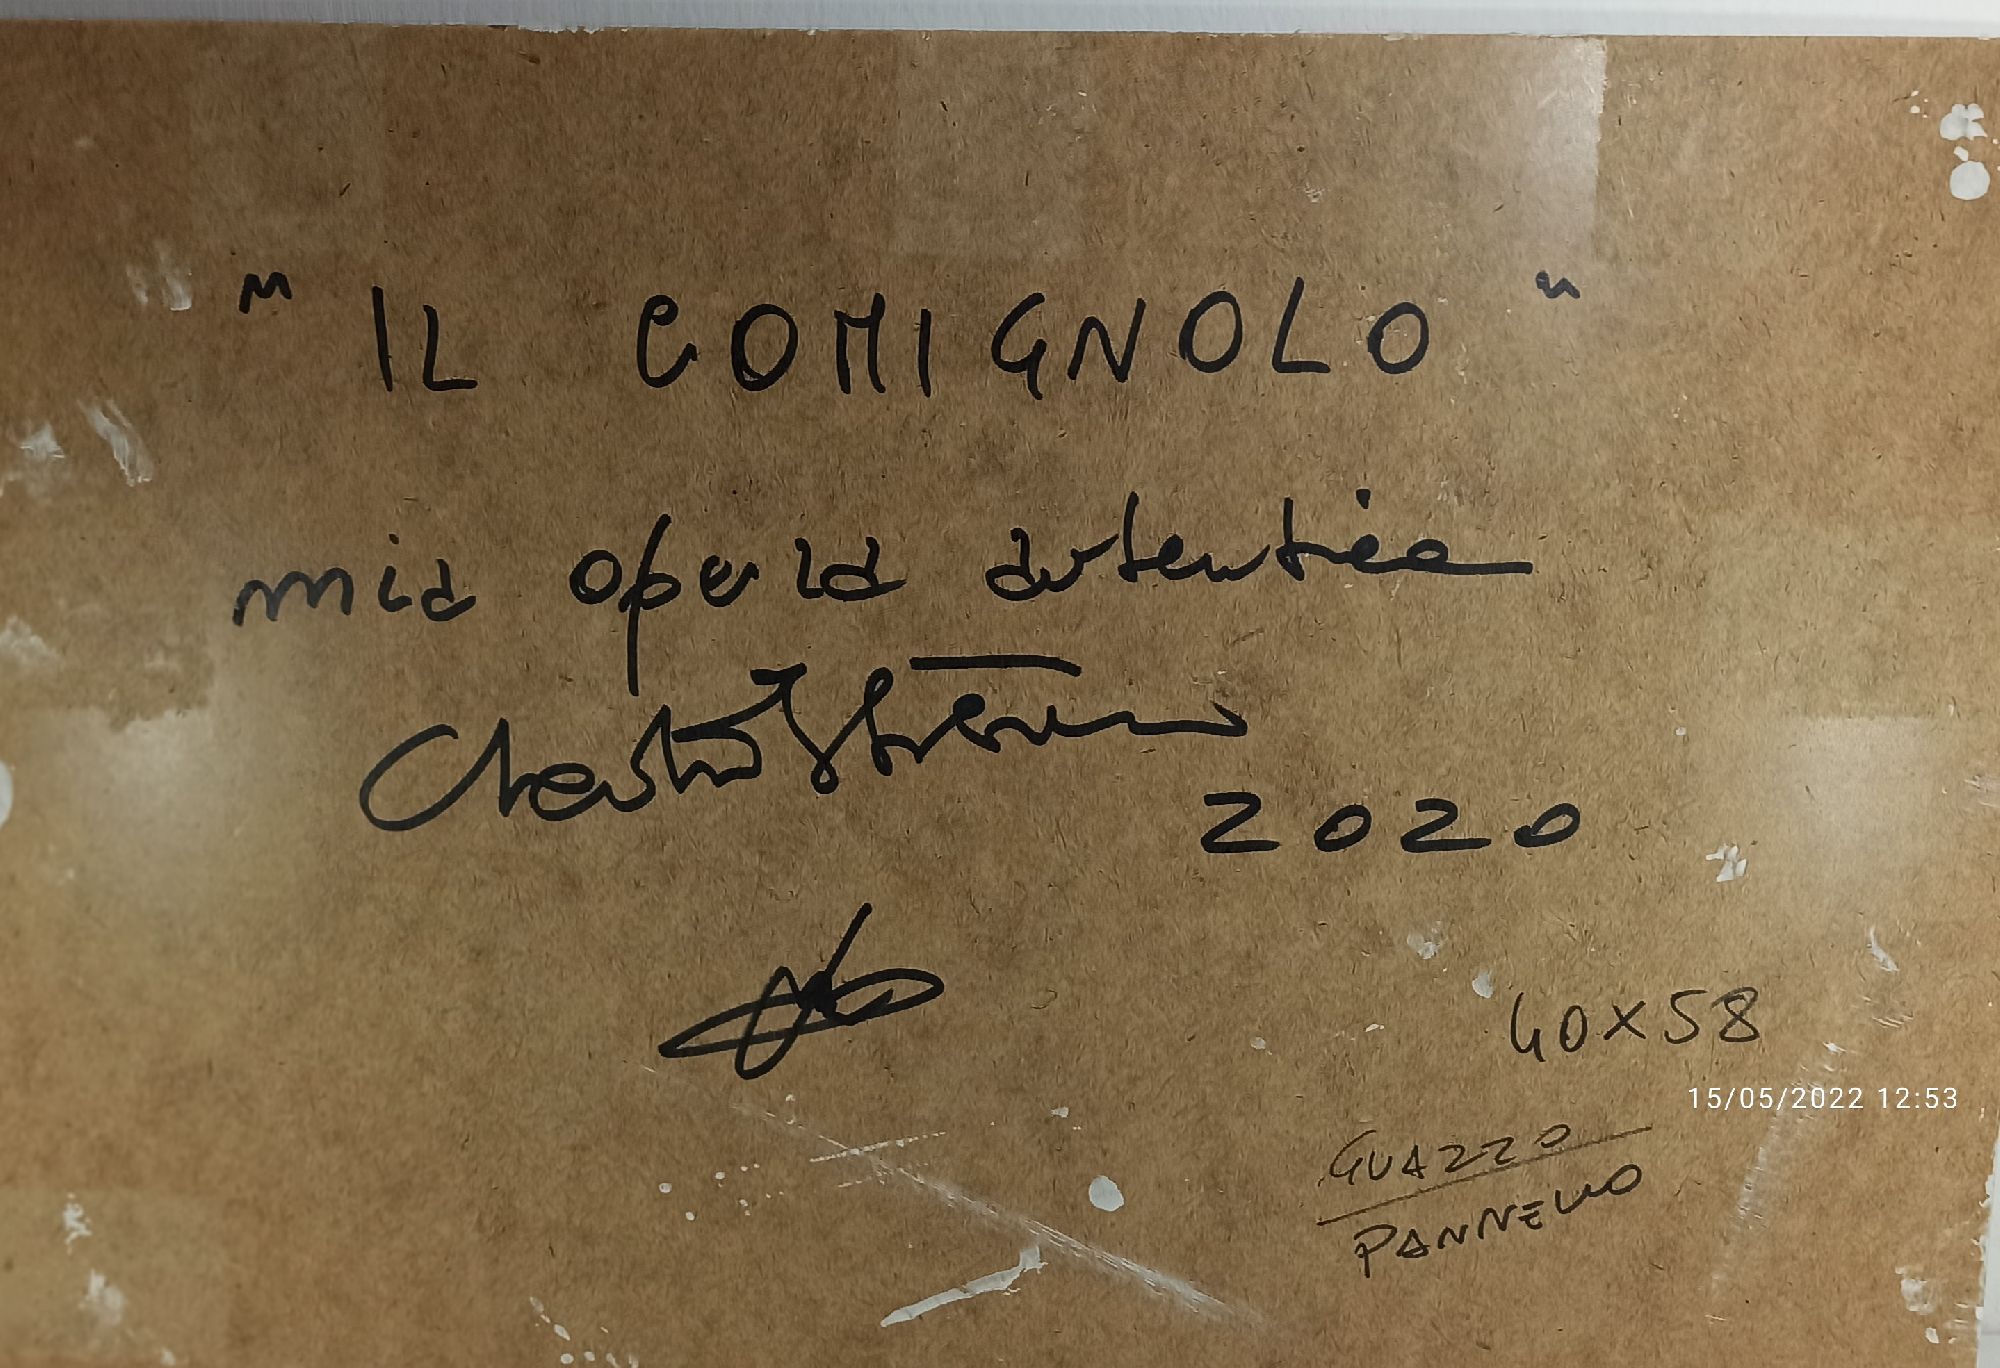 "IL COMIGNOLO"
mia opera autentica
2020
40x58
15/05/2022 12:53
GUAZZO
PANNELLO